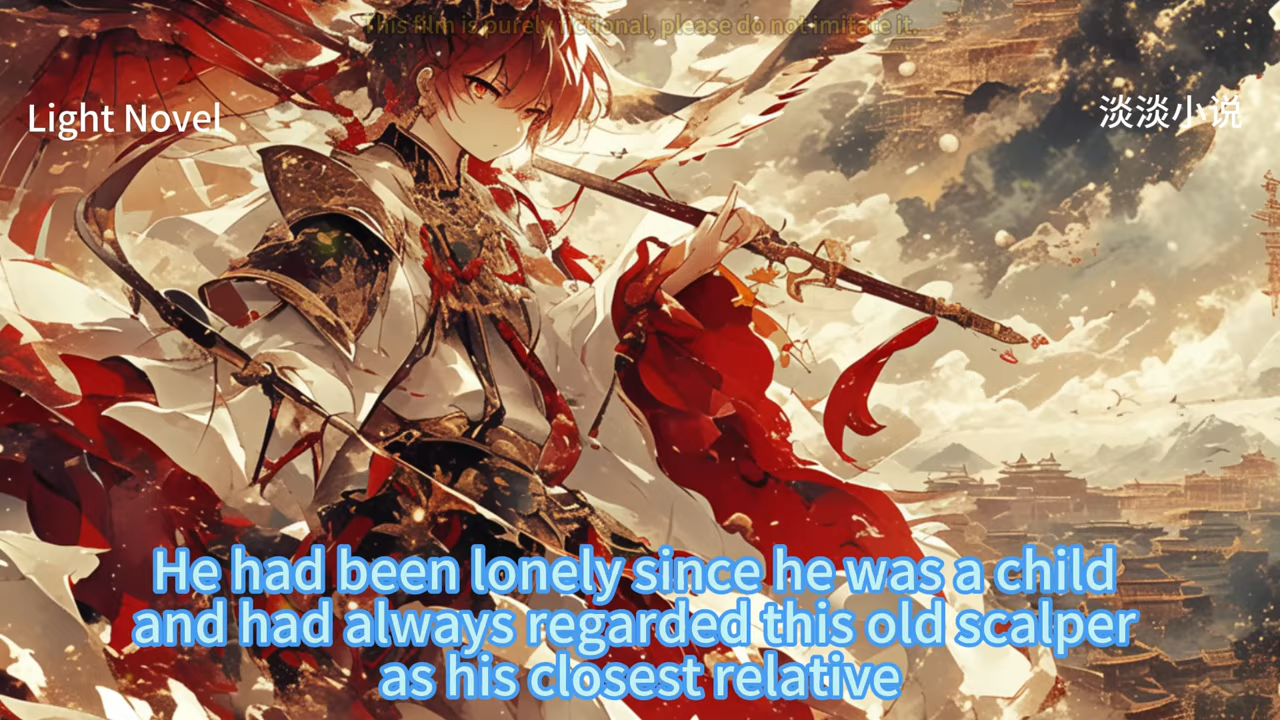 This film is purely fictional, please do not imitate it.
Light Novel
淡淡小说
He had been lonely since he was a child
and had always regarded this old scalper
as his closest relative